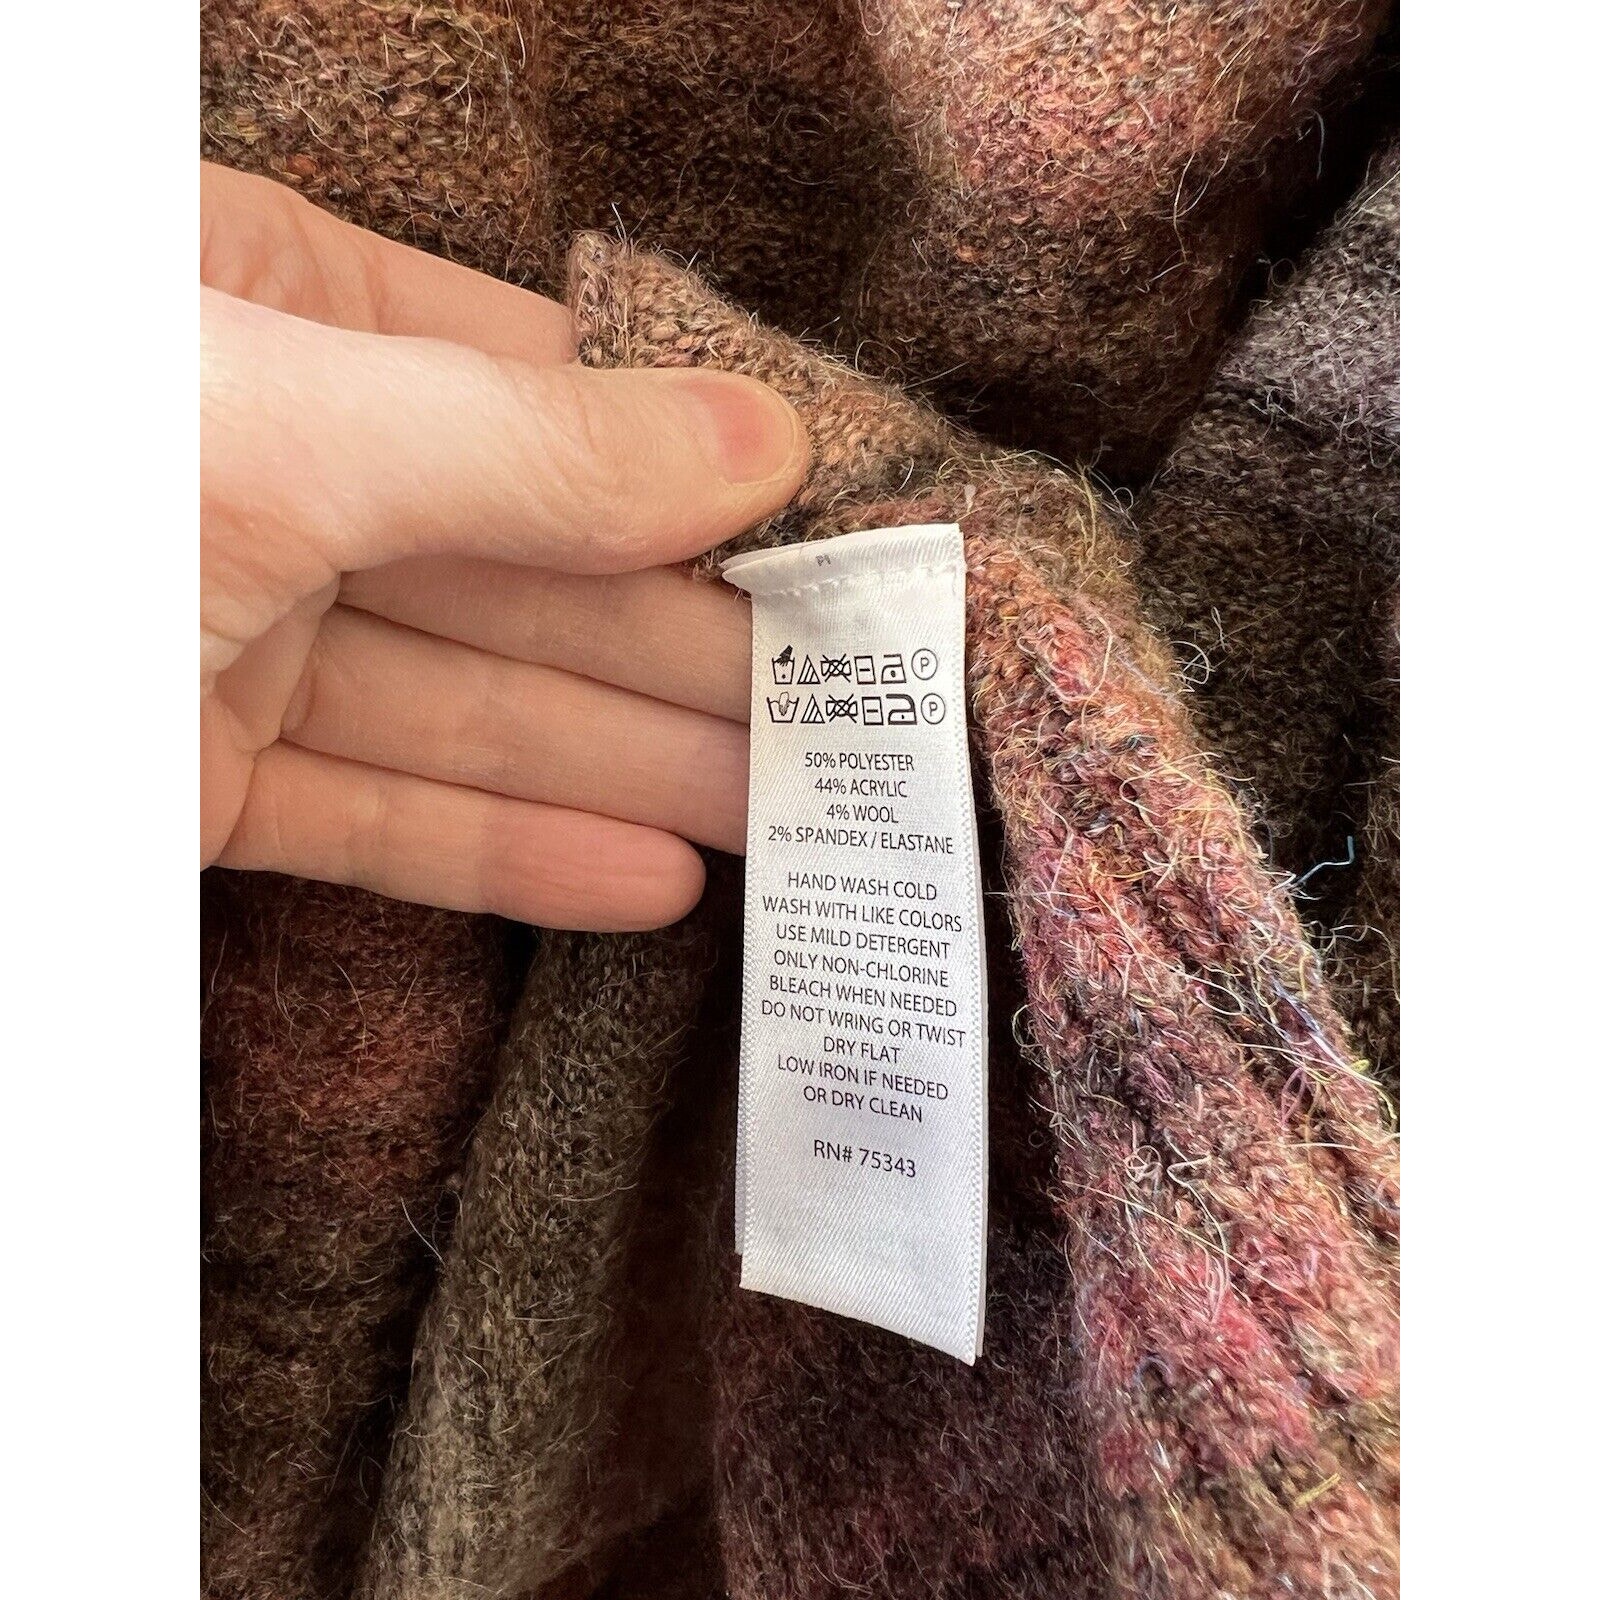 P
P
50% POLYESTER
44% ACRYLIC
4% WOOL
2% SPANDEX / ELASTANE
HAND WASH COLD
WASH WITH LIKE COLORS
USE MILD DETERGENT
ONLY NON-CHLORINE
BLEACH WHEN NEEDED
DO NOT WRING OR TWIST
DRY FLAT
LOW IRON IF NEEDED
OR DRY CLEAN
RN# 75343